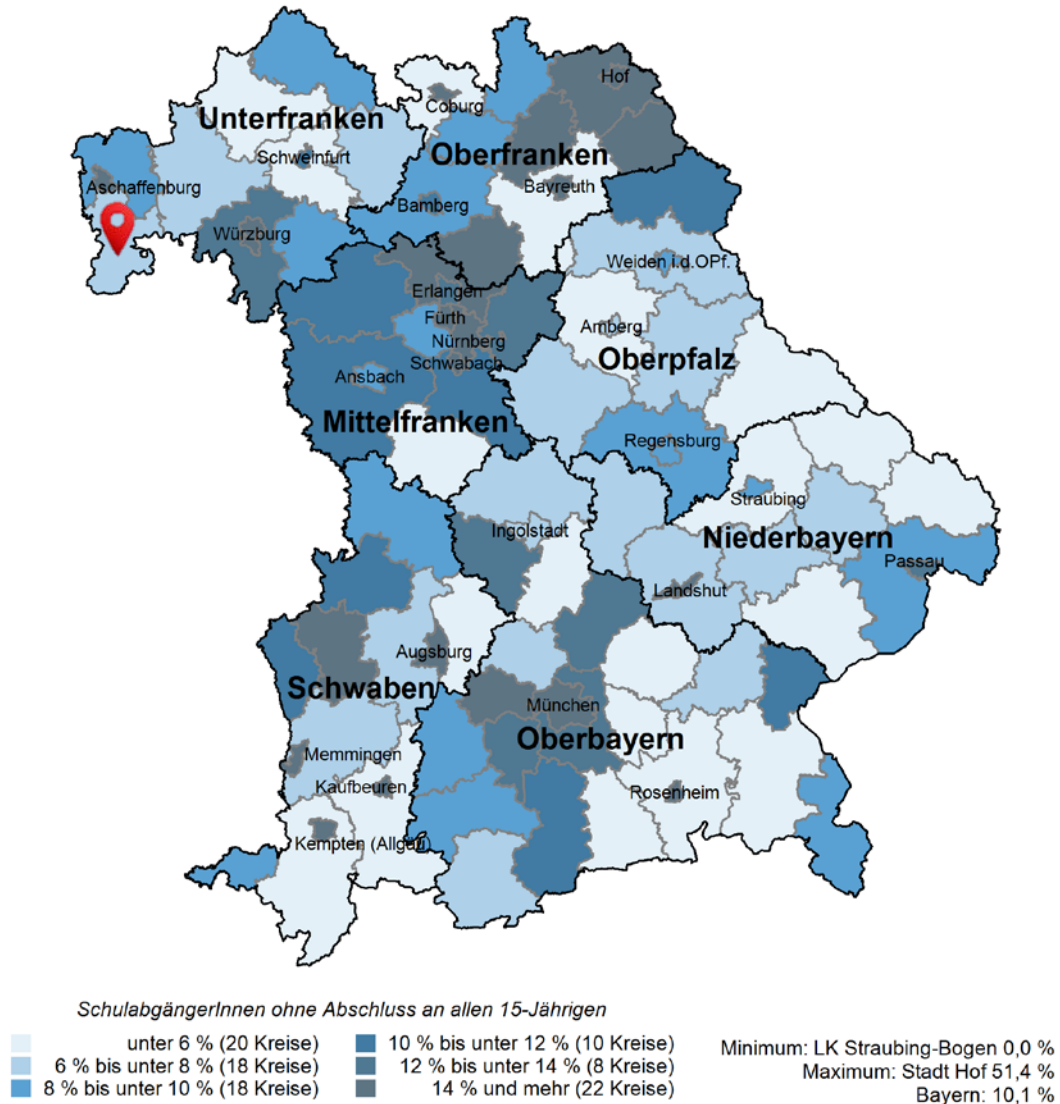 Hof
Coburg
Unterfranken
Oberfranken
Schweinfurt
Aschaffenburg
Bayreuth
Bamberg
Würzburg
Weiden i.d.OPf.
Erlangen
Fürth
Amberg
Nürnberg
Oberpfalz
Schwabach
Ansbach
Mittelfranken
Regensburg
Straubing
Ingolstadt
Niederbayern
Passau
Landshut
Augsburg
Schwaben
München
Oberbayern
Memmingen
Kaufbeuren
Rosenheim
Kempten (Allgäu)
SchulabgängerInnen ohne Abschluss an allen 15-Jährigen
unter 6 % (20 Kreise)
6 % bis unter 8 % (18 Kreise)
8 % bis unter 10 % (18 Kreise)
10 % bis unter 12 % (10 Kreise)
12 % bis unter 14 % (8 Kreise)
14 % und mehr (22 Kreise)
Minimum: LK Straubing-Bogen 0,0 %
Maximum: Stadt Hof 51,4 %
Bayern: 10,1 %